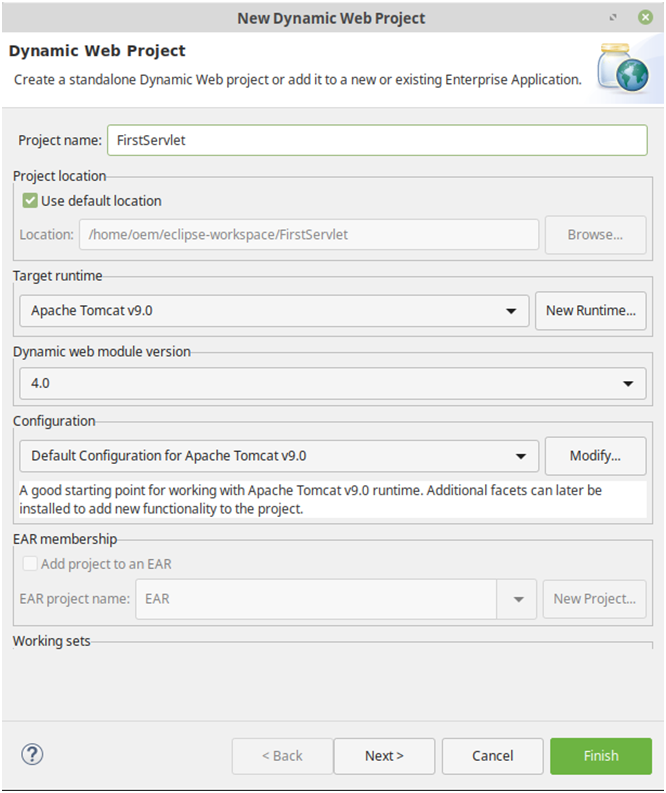 New Dynamic Web Project
Dynamic Web Project
Create a standalone Dynamic Web project or add it to a new or existing Enterprise Application.
Project name: FirstServlet
Project location
Use default location
Location: /home/oem/eclipse-workspace/FirstServlet Browse...
Target runtime
Apache Tomcat v9.0 New Runtime...
Dynamic web module version
4.0
Configuration
Default Configuration for Apache Tomcat v9.0 Modify...
A good starting point for working with Apache Tomcat v9.0 runtime. Additional facets can later be
installed to add new functionality to the project.
EAR membership
Add project to an EAR
EAR project name: EAR New Project...
Working sets
? < Back Next > Cancel Finish